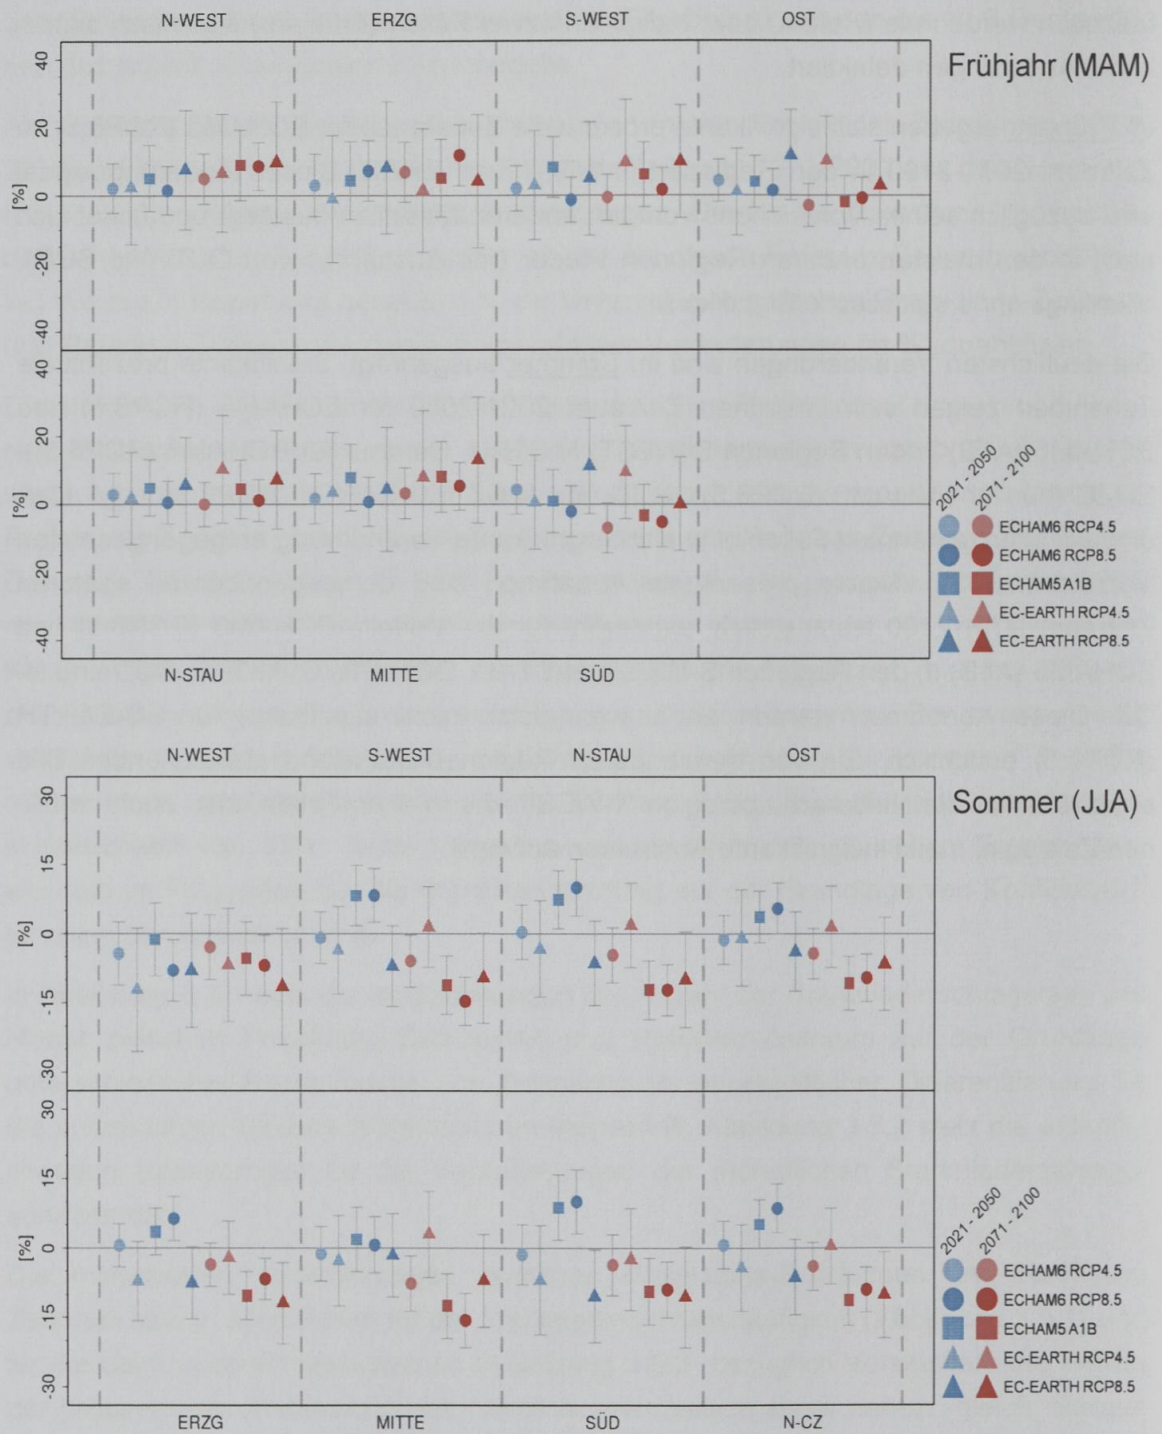 N-WEST ERZG S-WEST OST
Frühjahr (MAM)
40
20
0
-20
-40
[%]
40
20
0
-20
-40
[%]
2021 - 2050
2071 - 2100
ECHAM6 RCP4.5
ECHAM6 RCP8.5
ECHAM5 A1B
EC-EARTH RCP4.5
EC-EARTH RCP8.5
N-STAU MITTE SÜD
N-WEST S-WEST N-STAU OST
Sommer (JJA)
30
15
0
-15
-30
[%]
30
15
0
-15
-30
[%]
2021 - 2050
2071 - 2100
ECHAM6 RCP4.5
ECHAM6 RCP8.5
ECHAM5 A1B
EC-EARTH RCP4.5
EC-EARTH RCP8.5
ERZG MITTE SÜD N-CZ